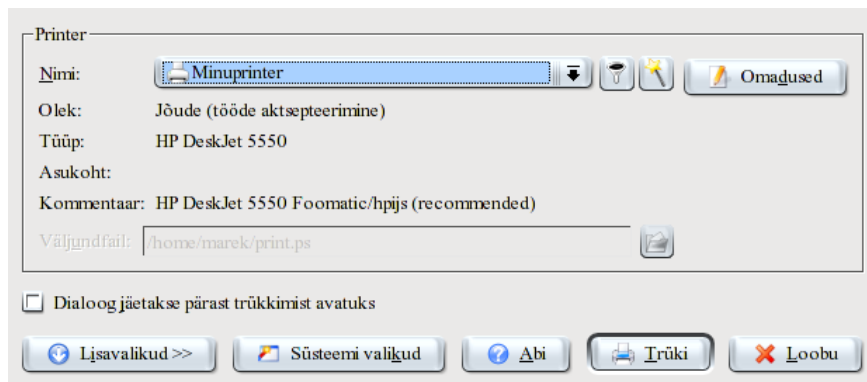 Printer
Nimi: Minuprinter Omadused
Olek: Jõude (tööde aktsepteerimine)
Tüüp: HP DeskJet 5550
Asukoht:
Kommentaar: HP DeskJet 5550 Foomatic/hpijs (recommended)
Väljundfail: /home/marek/print.ps
Dialoog jäetakse pärast trükkimist avatuks
Lisavalikud >> Süsteemi valikud Abi Trüki Loobu